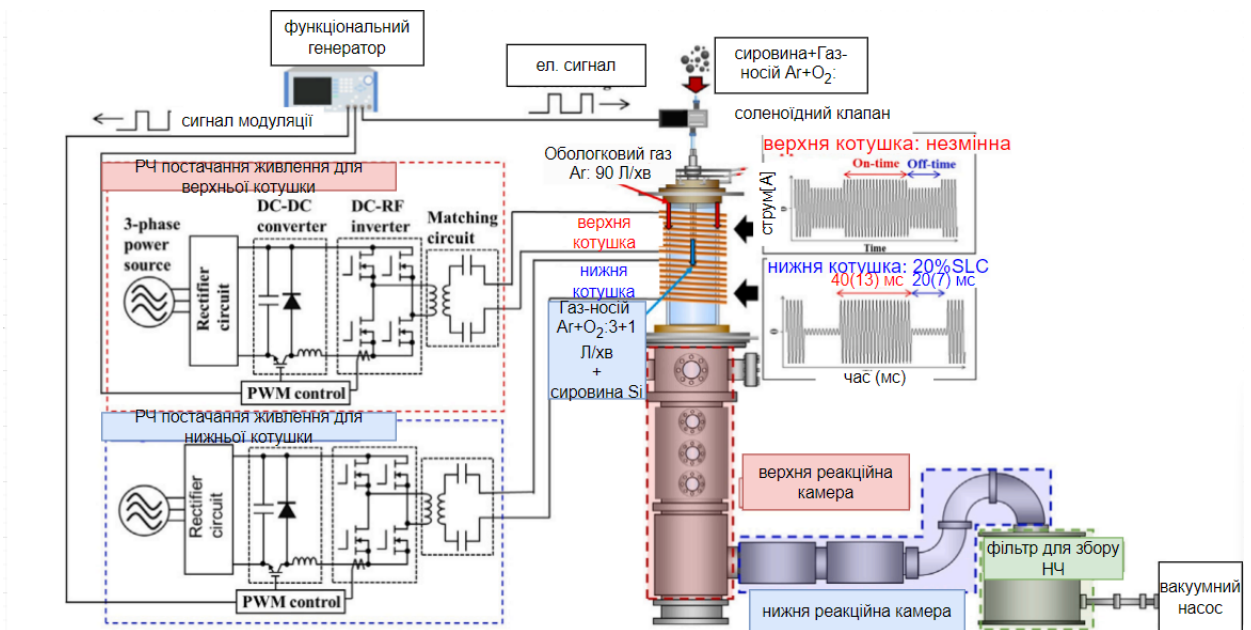 функціональний
генератор
ел. сигнал
сировина+Газ-
носій Ar+O2:
соленоїдний клапан
сигнал модуляції
Обологковий газ
Ar: 90 Л/хв
верхня котушка: незмінна
On-time
Off-time
струм[А]
0
Time
РЧ постачання живлення для
верхньої котушки
3-phase
power
source
Rectifier
circuit
DC-DC
converter
DC-RF
inverter
Matching
circuit
PWM control
верхня
котушка
нижня
котушка
нижня котушка: 20%SLC
40(13) мс
20(7) мс
0
час (мс)
Газ-носій
Ar+O2:3+1
Л/хв
+
сировина Si
РЧ постачання живлення для
нижньої котушки
Rectifier
circuit
PWM control
верхня реакційна
камера
нижня реакційна камера
фільтр для збору
НЧ
вакуумний
насос